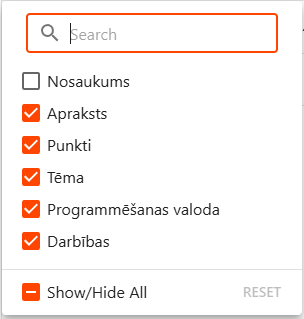 Search
Nosaukums
Apraksts
Punkti
Tēma
Programmēšanas valoda
Darbības
Show/Hide All
RESET